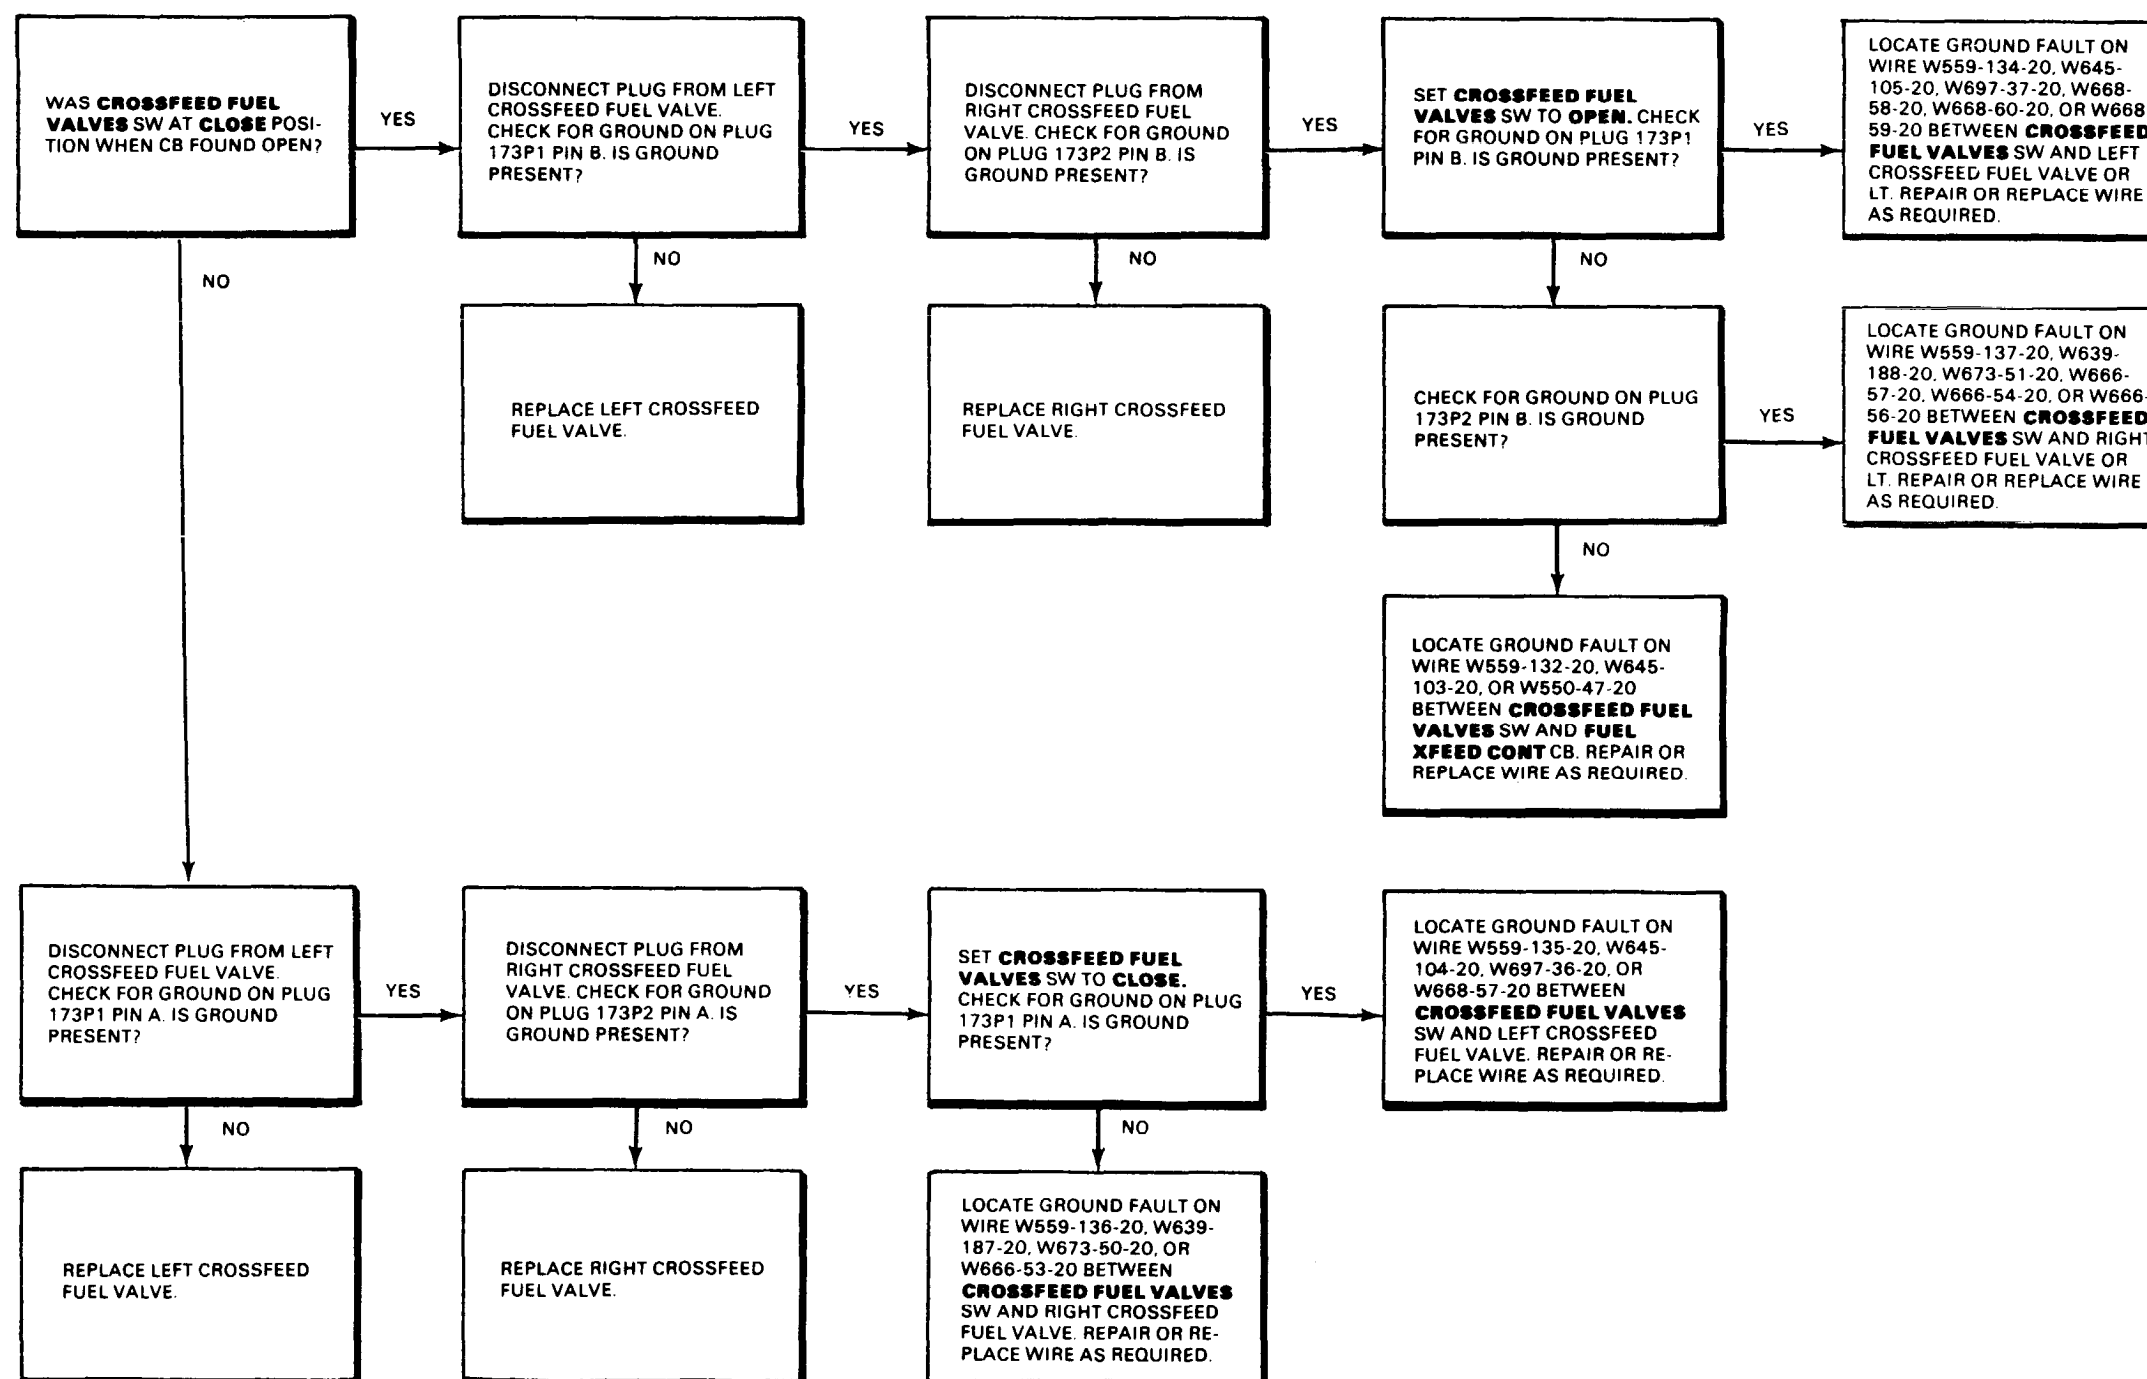 WAS CROSSFEED FUEL
VALVES SW AT CLOSE POSI-
TION WHEN CB FOUND OPEN?
YES
DISCONNECT PLUG FROM LEFT
CROSSFEED FUEL VALVE.
CHECK FOR GROUND ON PLUG
173P1 PIN B. IS GROUND
PRESENT?
YES
DISCONNECT PLUG FROM
RIGHT CROSSFEED FUEL
VALVE. CHECK FOR GROUND
ON PLUG 173P2 PIN B. IS
GROUND PRESENT?
YES
SET CROSSFEED FUEL
VALVES SW TO OPEN. CHECK
FOR GROUND ON PLUG 173P1
PIN B. IS GROUND PRESENT?
YES
LOCATE GROUND FAULT ON
WIRE W559-134-20, W645-
105-20, W697-37-20, W668-
58-20, W668-60-20, OR W668
59-20 BETWEEN CROSSFEED
FUEL VALVES SW AND LEFT
CROSSFEED FUEL VALVE OR
LT. REPAIR OR REPLACE WIRE
AS REQUIRED.
NO
NO
NO
NO
REPLACE LEFT CROSSFEED
FUEL VALVE.
REPLACE RIGHT CROSSFEED
FUEL VALVE.
CHECK FOR GROUND ON PLUG
173P2 PIN B. IS GROUND
PRESENT?
YES
LOCATE GROUND FAULT ON
WIRE W559-137-20, W639-
188-20, W673-51-20, W666-
57-20, W666-54-20, OR W666-
56-20 BETWEEN CROSSFEED
FUEL VALVES SW AND RIGHT
CROSSFEED FUEL VALVE OR
LT. REPAIR OR REPLACE WIRE
AS REQUIRED.
NO
LOCATE GROUND FAULT ON
WIRE W559-132-20, W645-
103-20, OR W550-47-20
BETWEEN CROSSFEED FUEL
VALVES SW AND FUEL
XFEED CONT CB. REPAIR OR
REPLACE WIRE AS REQUIRED.
DISCONNECT PLUG FROM LEFT
CROSSFEED FUEL VALVE.
CHECK FOR GROUND ON PLUG
173P1 PIN A. IS GROUND
PRESENT?
YES
DISCONNECT PLUG FROM
RIGHT CROSSFEED FUEL
VALVE. CHECK FOR GROUND
ON PLUG 173P2 PIN A. IS
GROUND PRESENT?
YES
SET CROSSFEED FUEL
VALVES SW TO CLOSE.
CHECK FOR GROUND ON PLUG
173P1 PIN A. IS GROUND
PRESENT?
YES
LOCATE GROUND FAULT ON
WIRE W559-135-20, W645-
104-20, W697-36-20, OR
W668-57-20 BETWEEN
CROSSFEED FUEL VALVES
SW AND LEFT CROSSFEED
FUEL VALVE. REPAIR OR RE-
PLACE WIRE AS REQUIRED.
NO
NO
NO
REPLACE LEFT CROSSFEED
FUEL VALVE.
REPLACE RIGHT CROSSFEED
FUEL VALVE.
LOCATE GROUND FAULT ON
WIRE W559-136-20, W639-
187-20, W673-50-20, OR
W666-53-20 BETWEEN
CROSSFEED FUEL VALVES
SW AND RIGHT CROSSFEED
FUEL VALVE. REPAIR OR RE-
PLACE WIRE AS REQUIRED.